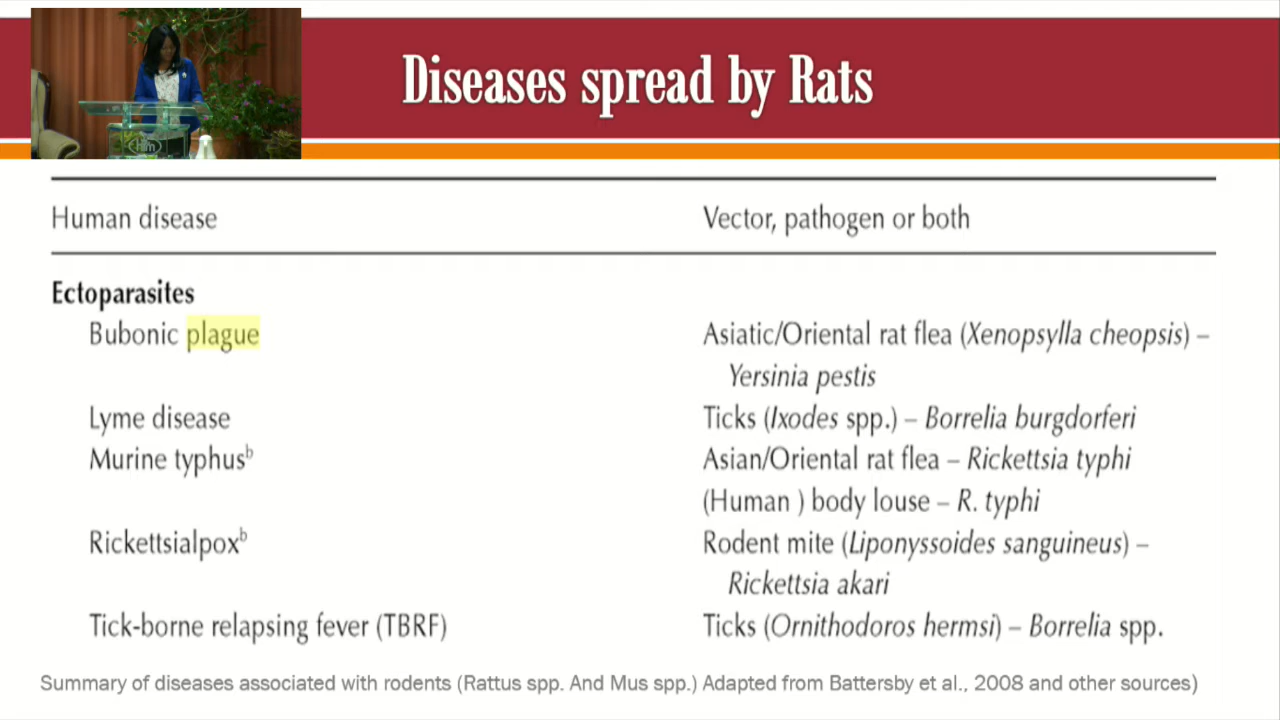 Diseases spread by Rats
Human disease Vector, pathogen or both
Ectoparasites
Bubonic plague Asiatic/Oriental rat flea (Xenopsylla cheopsis) –
Yersinia pestis
Lyme disease Ticks (Ixodes spp.) – Borrelia burgdorferi
Murine typhusᵇ Asian/Oriental rat flea – Rickettsia typhi
(Human ) body louse – R. typhi
Rickettsialpoxᵇ Rodent mite (Liponyssoides sanguineus) –
Rickettsia akari
Tick-borne relapsing fever (TBRF) Ticks (Ornithodoros hermsi) – Borrelia spp.
Summary of diseases associated with rodents (Rattus spp. And Mus spp.) Adapted from Battersby et al., 2008 and other sources)